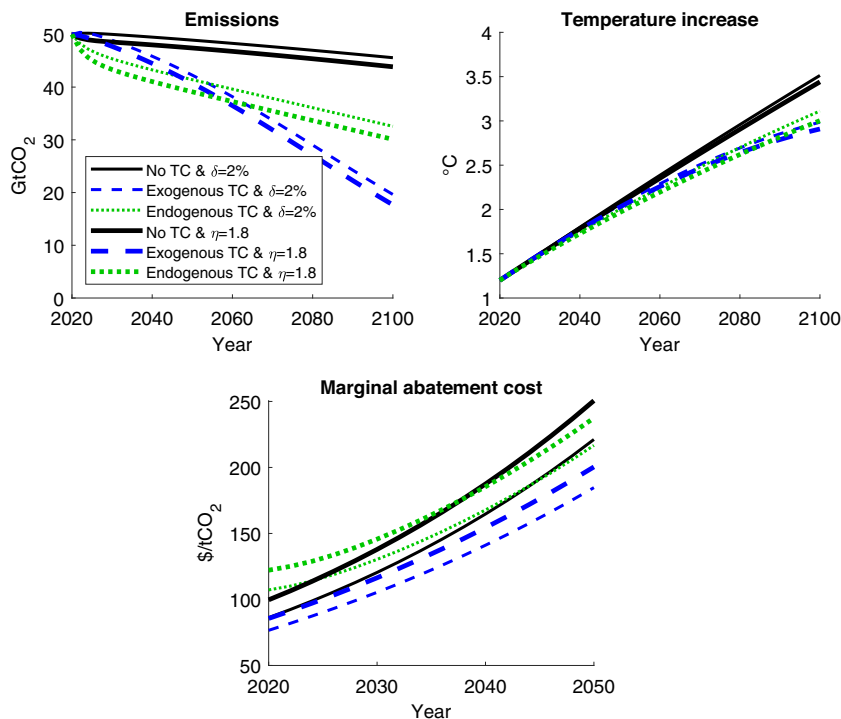 Emissions
50
40
30
20
10
0
GtCO2
2020 2040 2060 2080 2100
Year
No TC & δ=2%
Exogenous TC & δ=2%
Endogenous TC & δ=2%
No TC & η=1.8
Exogenous TC & η=1.8
Endogenous TC & η=1.8
Temperature increase
4
3.5
3
2.5
2
1.5
1
°C
2020 2040 2060 2080 2100
Year
Marginal abatement cost
250
200
150
100
50
$/tCO2
2020 2030 2040 2050
Year